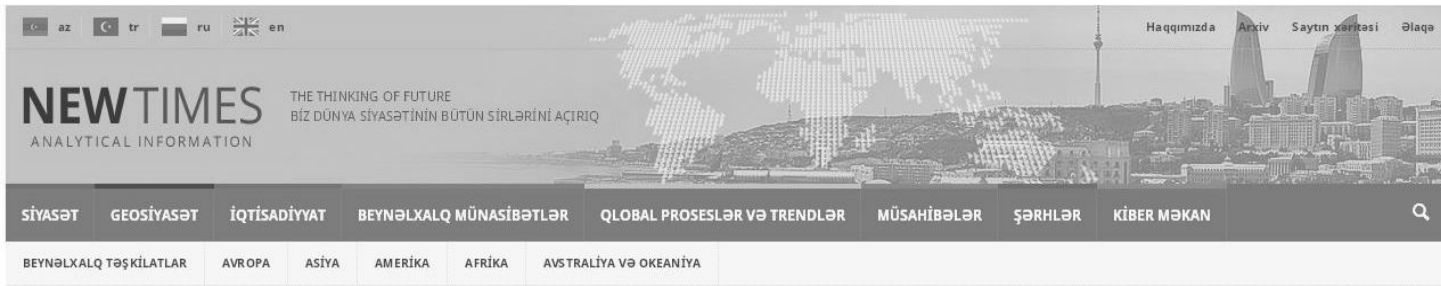 az tr ru en
Haqqımızda Arxiv Saytın xəritəsi Əlaqə
NEWTIMES
ANALYTICAL INFORMATION
THE THINKING OF FUTURE
BİZ DÜNYA SİYASƏTİNİN BÜTÜN SİRLƏRİNİ AÇIRIQ
SİYASƏT GEOSİYASƏT İQTİSADİYYAT BEYNƏLXALQ MÜNASİBƏTLƏR QLOBAL PROSESLƏR VƏ TRENDLƏR MÜSAHİBƏLƏR ŞƏRHLƏR KİBER MƏKAN
BEYNƏLXALQ TƏŞKİLATLAR AVROPA ASİYA AMERİKA AFRİKA AVSTRALİYA VƏ OKEANİYA